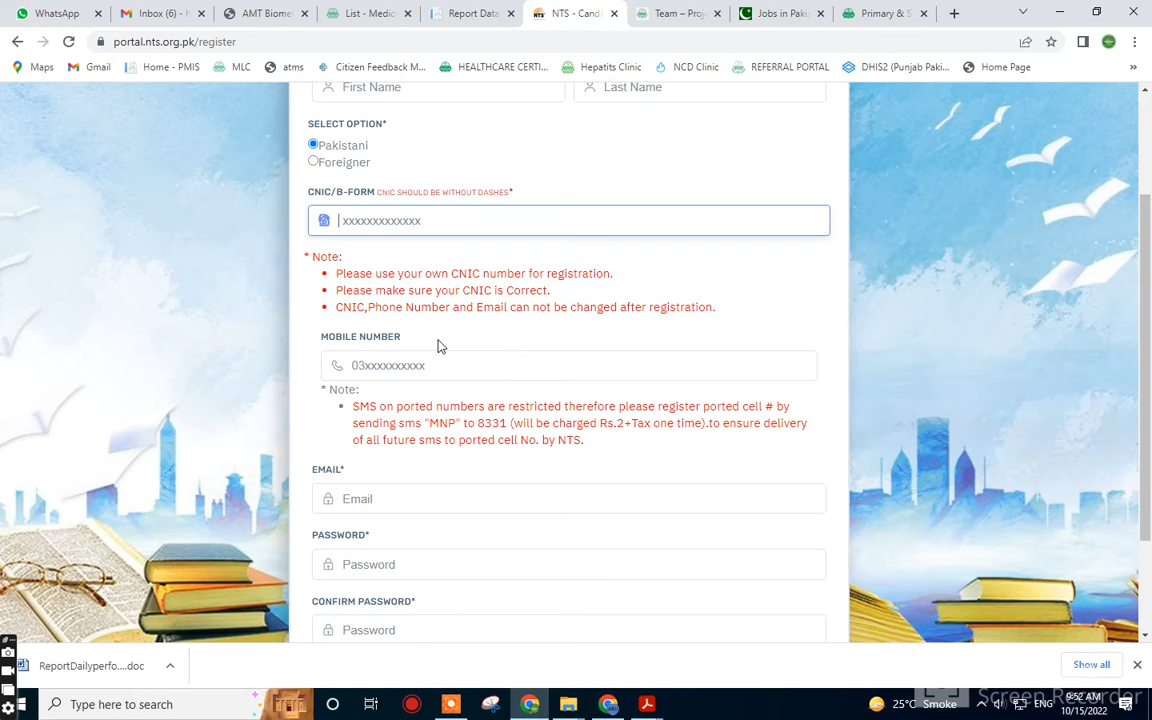 WhatsApp
Inbox (6) -
AMT Biomet
List - Medic
Report Data
NTS - Cand
Team – Proj
Jobs in Pak
Primary & S
portal.nts.org.pk/register
Maps
Gmail
Home - PMIS
MLC
atms
Citizen Feedback M...
HEALTHCARE CERTI...
Hepatits Clinic
NCD Clinic
REFERRAL PORTAL
DHIS2 (Punjab Paki...
Home Page
»
First Name
Last Name
SELECT OPTION*
Pakistani
Foreigner
CNIC/B-FORM CNIC SHOULD BE WITHOUT DASHES*
xxxxxxxxxxxxx
* Note:
Please use your own CNIC number for registration.
Please make sure your CNIC is Correct.
CNIC,Phone Number and Email can not be changed after registration.
MOBILE NUMBER
03xxxxxxxxxx
* Note:
SMS on ported numbers are restricted therefore please register ported cell # by
sending sms "MNP" to 8331 (will be charged Rs.2+Tax one time).to ensure delivery
of all future sms to ported cell No. by NTS.
EMAIL*
Email
PASSWORD*
Password
CONFIRM PASSWORD*
Password
ReportDailyperfo....doc
Show all
Type here to search
25°C Smoke
ENG
9:52 AM
10/15/2022
Screen Recorder